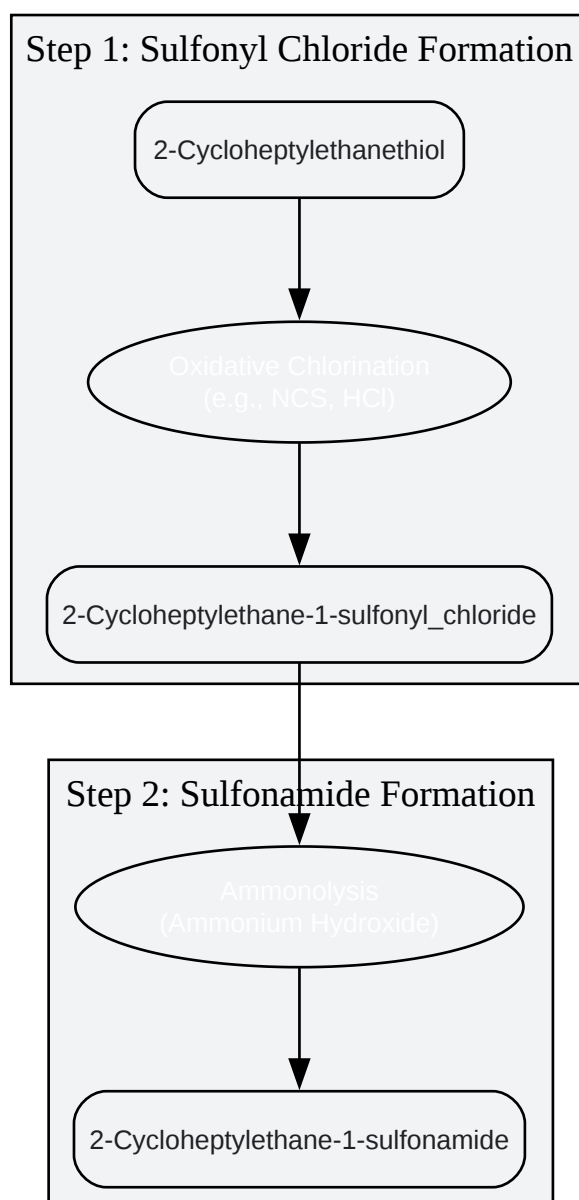 Step 1: Sulfonyl Chloride Formation
2-Cycloheptylethanethiol
Oxidative Chlorination
(e.g., NCS, HCl)
2-Cycloheptylethane-1-sulfonyl_chloride
Step 2: Sulfonamide Formation
Ammonolysis
(Ammonium Hydroxide)
2-Cycloheptylethane-1-sulfonamide